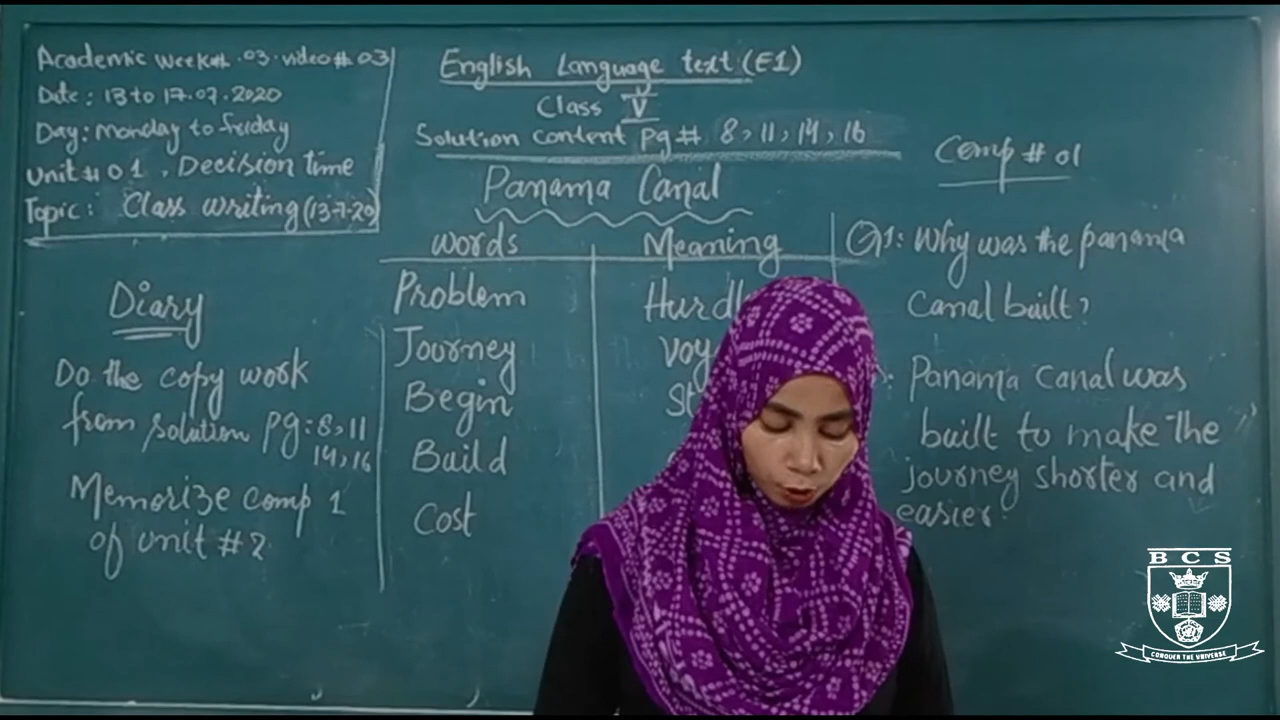 Academic week#.03.video#03
Date: 13 to 17.07.2020
Day: Monday to friday
Unit #01. Decision time
Topic: Class writing (13-7-20)
English Language text (E1)
Class V
Solution content pg# 8, 11, 14, 16
Panama Canal
words Meaning
Problem
Journey
Begin
Build
Cost
Diary
Do the copy work
from solution pg: 8, 11
14, 16
Memorize comp 1
of unit #2
Comp # 01
Q1: Why was the panama
Canal built?
Panama Canal was
built to make the
journey shorter and
easier.
BCS
CONQUER THE UNIVERSE